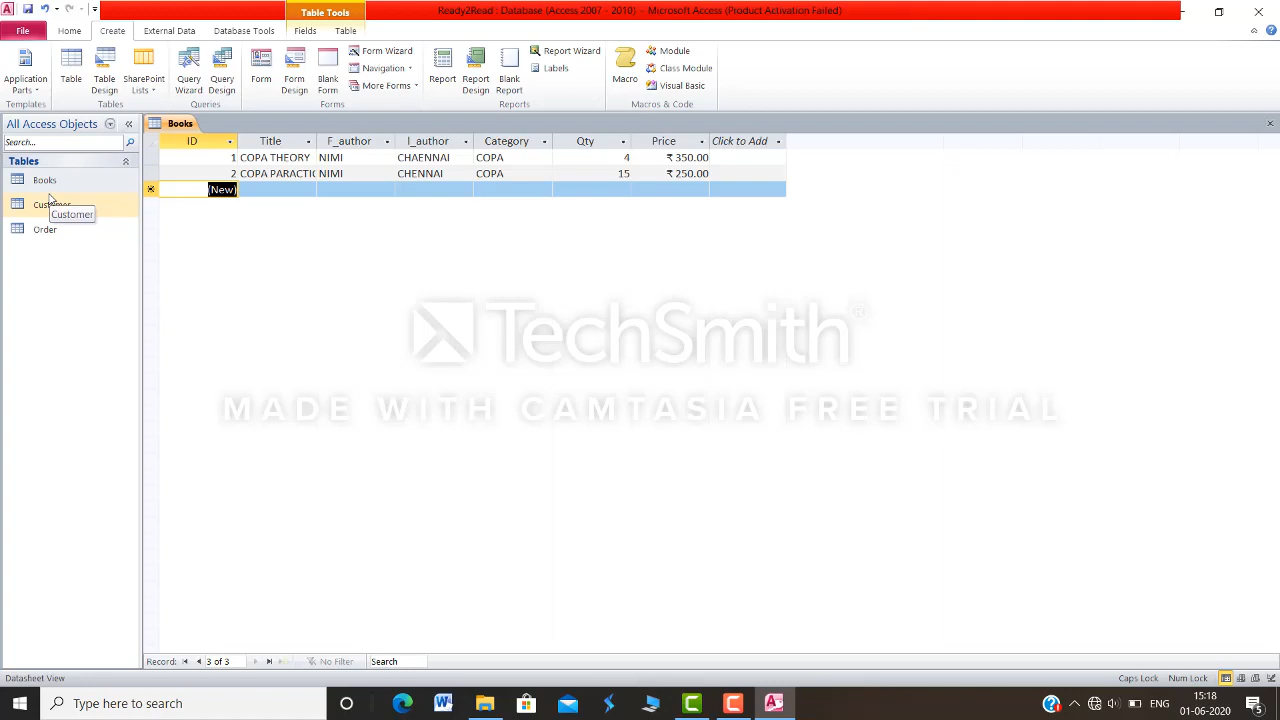 Table Tools
Ready2Read : Database (Access 2007 - 2010) - Microsoft Access (Product Activation Failed)
File Home Create External Data Database Tools Fields Table
Application Parts
Table
Table Design
SharePoint Lists
Query Wizard
Query Design
Form
Form Design
Blank Form
Form Wizard
Navigation
More Forms
Report
Report Design
Blank Report
Report Wizard
Labels
Macro
Module
Class Module
Visual Basic
Templates Tables Queries Forms Reports Macros & Code
All Access Objects
Search...
Tables
Books
Customer
Customer
Order
Books
ID Title F_author l_author Category Qty Price Click to Add
1 COPA THEORY NIMI CHAENNAI COPA 4 ₹ 350.00
2 COPA PARACTIC NIMI CHENNAI COPA 15 ₹ 250.00
(New)
TechSmith®
MADE WITH CAMTASIA FREE TRIAL
Record: 3 of 3 No Filter Search
Datasheet View Caps Lock Num Lock
Type here to search
ENG
15:18
01-06-2020
5